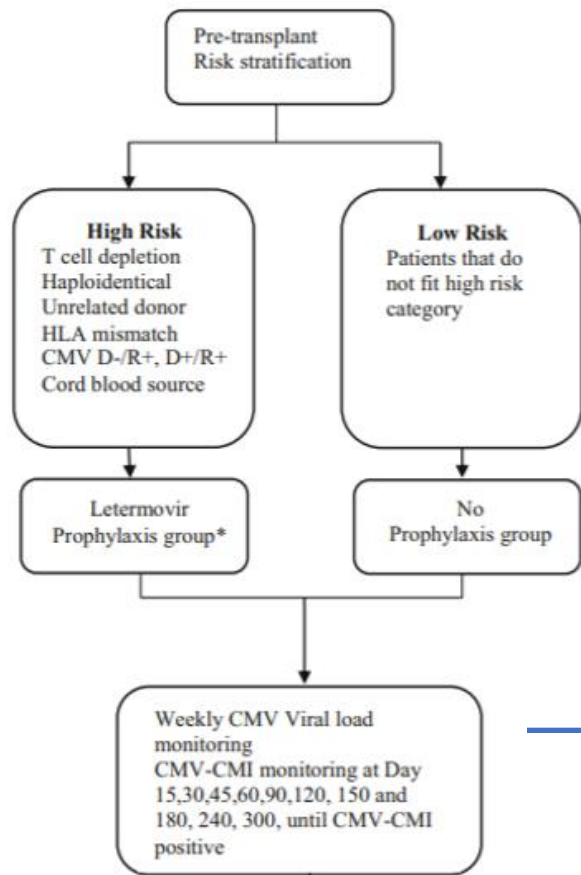 Pre-transplant
Risk stratification
High Risk
T cell depletion
Haploidentical
Unrelated donor
HLA mismatch
CMV D-/R+, D+/R+
Cord blood source
Low Risk
Patients that do
not fit high risk
category
Letermovir
Prophylaxis group*
No
Prophylaxis group
Weekly CMV Viral load
monitoring
CMV-CMI monitoring at Day
15,30,45,60,90,120, 150 and
180, 240, 300, until CMV-CMI
positive